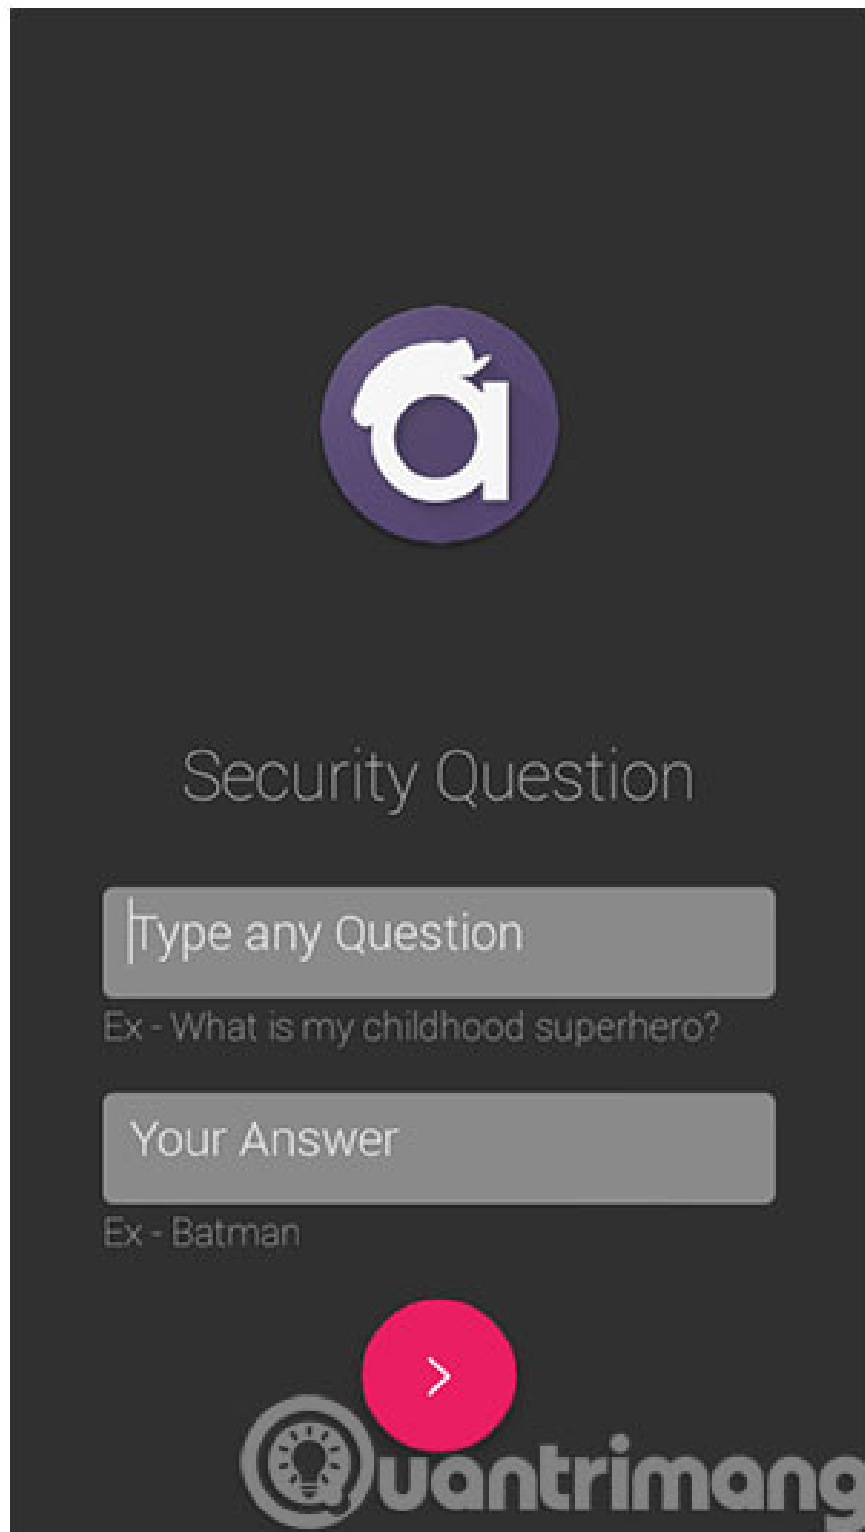 a
Security Question
Type any Question
Ex - What is my childhood superhero?
Your Answer
Ex - Batman
Quantrimang